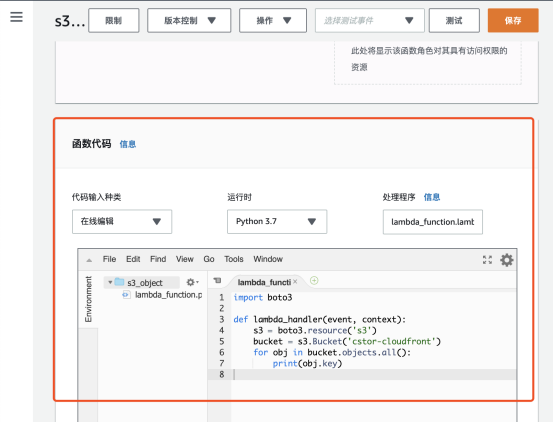 s3...
限制
版本控制
操作
选择测试事件
测试
保存
此处将显示该函数角色对其具有访问权限的
资源
函数代码 信息
代码输入种类
运行时
处理程序 信息
在线编辑
Python 3.7
lambda_function.lamb
File Edit Find View Go Tools Window
Environment
s3_object
lambda_function.p
lambda_functi ×
1 import boto3
2
3 def lambda_handler(event, context):
4 s3 = boto3.resource('s3')
5 bucket = s3.Bucket('cstor-cloudfront')
6 for obj in bucket.objects.all():
7 print(obj.key)
8